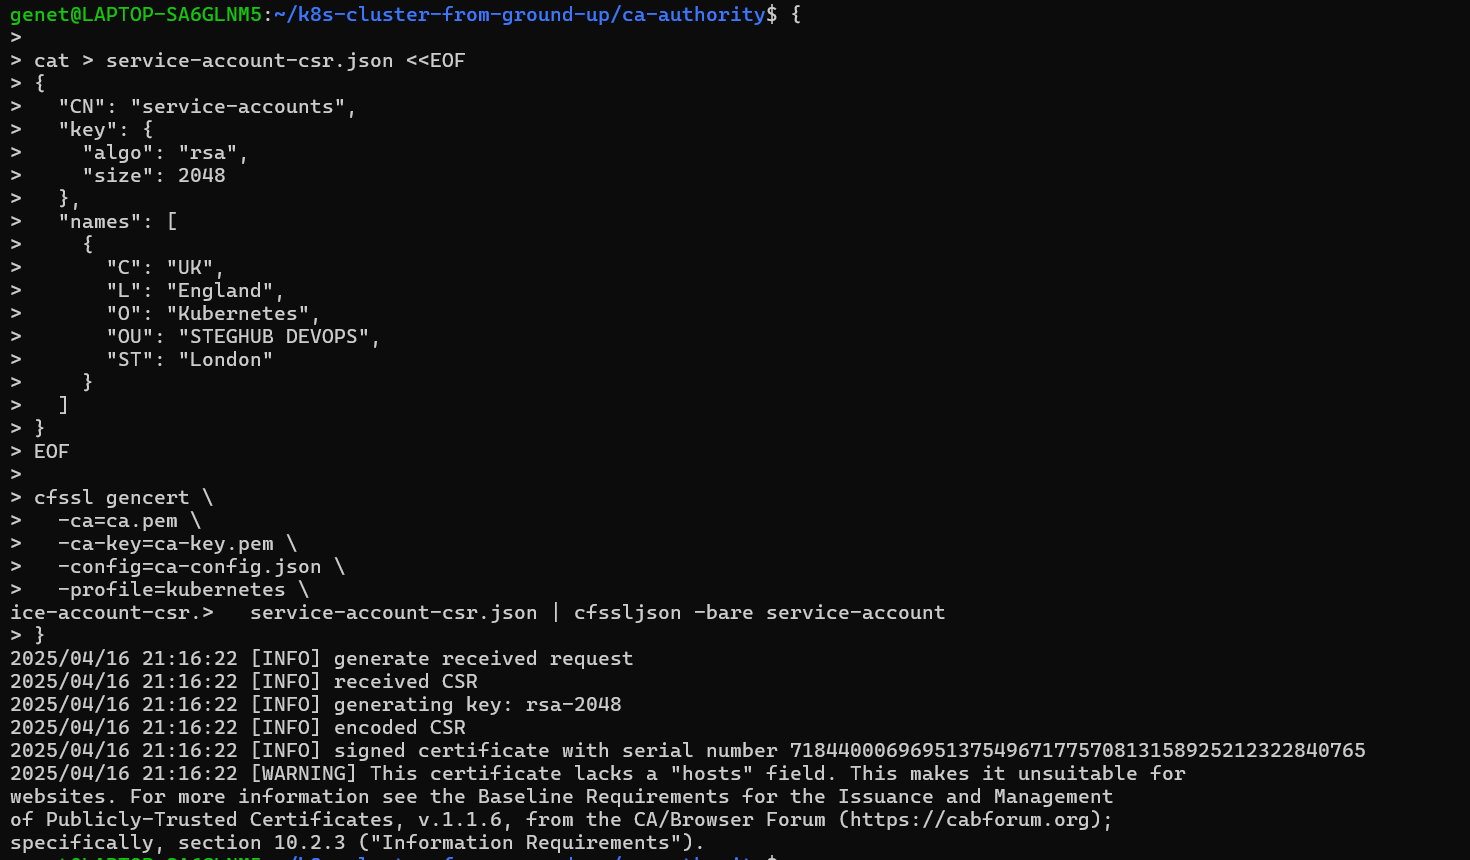 genet@LAPTOP-SA6GLNM5:~/k8s-cluster-from-ground-up/ca-authority$ {
>
> cat > service-account-csr.json <<EOF
> {
>   "CN": "service-accounts",
>   "key": {
>     "algo": "rsa",
>     "size": 2048
>   },
>   "names": [
>     {
>       "C": "UK",
>       "L": "England",
>       "O": "Kubernetes",
>       "OU": "STEGHUB DEVOPS",
>       "ST": "London"
>     }
>   ]
> }
> EOF
>
> cfssl gencert \
>   -ca=ca.pem \
>   -ca-key=ca-key.pem \
>   -config=ca-config.json \
>   -profile=kubernetes \
ice-account-csr.>   service-account-csr.json | cfssljson -bare service-account
> }
2025/04/16 21:16:22 [INFO] generate received request
2025/04/16 21:16:22 [INFO] received CSR
2025/04/16 21:16:22 [INFO] generating key: rsa-2048
2025/04/16 21:16:22 [INFO] encoded CSR
2025/04/16 21:16:22 [INFO] signed certificate with serial number 718440006969513754967177570813158925212322840765
2025/04/16 21:16:22 [WARNING] This certificate lacks a "hosts" field. This makes it unsuitable for
websites. For more information see the Baseline Requirements for the Issuance and Management
of Publicly-Trusted Certificates, v.1.1.6, from the CA/Browser Forum (https://cabforum.org);
specifically, section 10.2.3 ("Information Requirements").